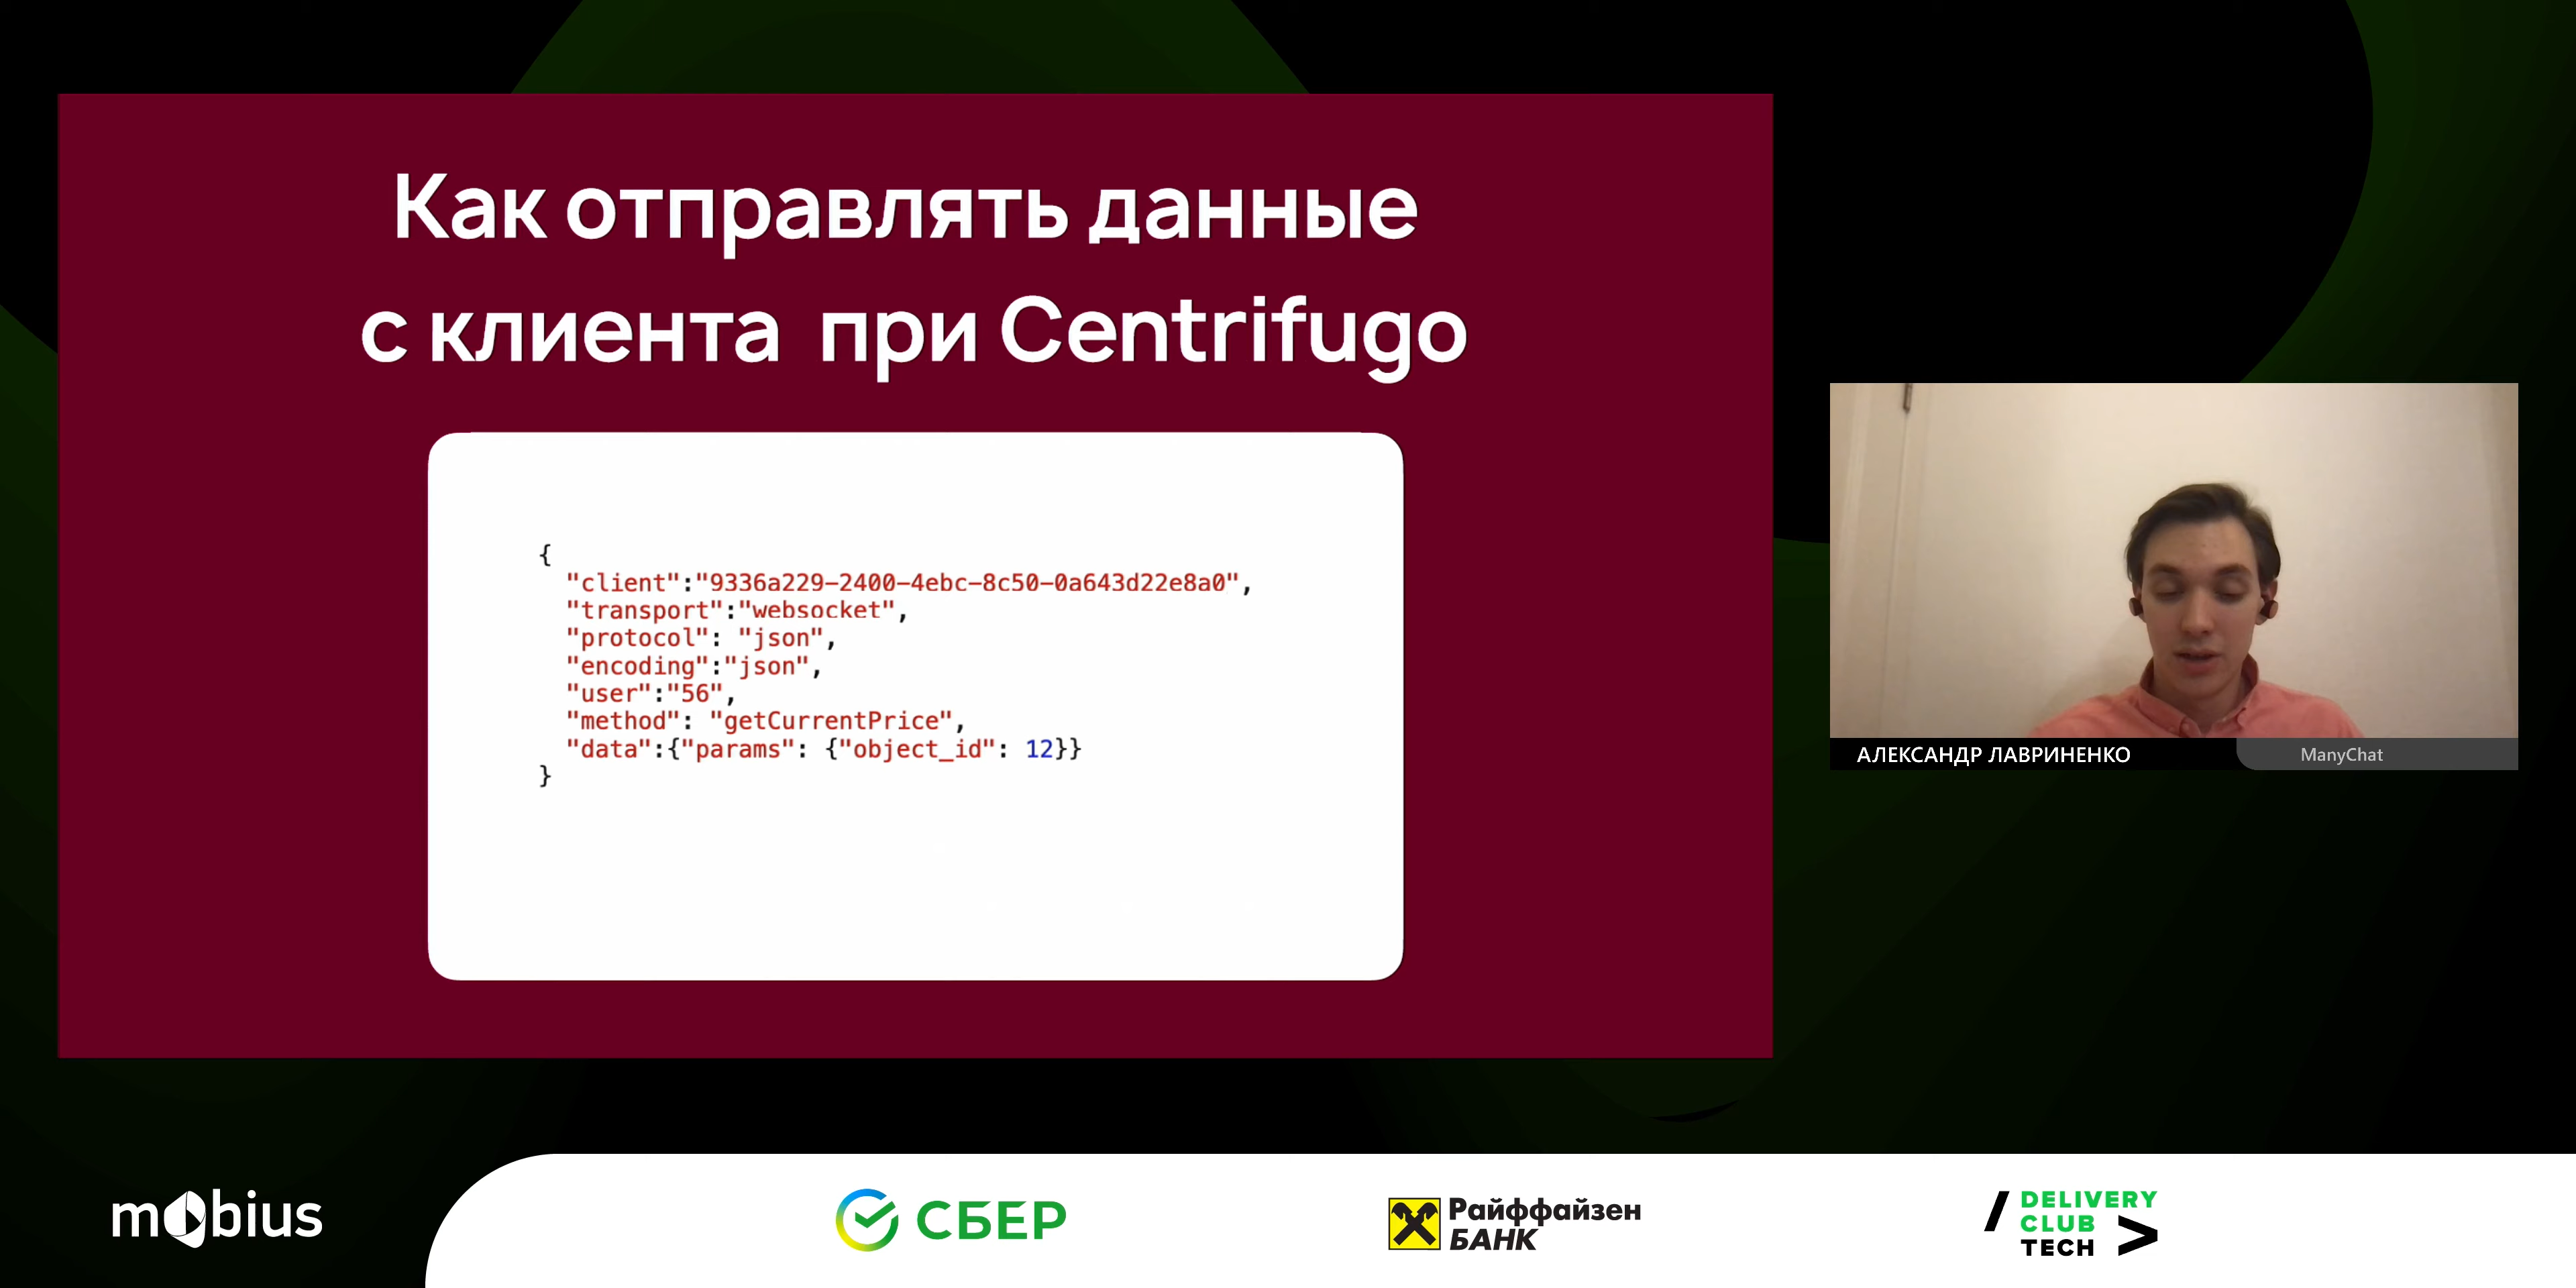 Как отправлять данные
с клиента при Centrifugo
{
"client":"9336a229-2400-4ebc-8c50-0a643d22e8a0",
"transport":"websocket",
"protocol": "json",
"encoding":"json",
"user":"56",
"method": "getCurrentPrice",
"data":{"params": {"object_id": 12}}
}
АЛЕКСАНДР ЛАВРИНЕНКО
ManyChat
mobius
СБЕР
Райффайзен
БАНК
DELIVERY
CLUB
TECH